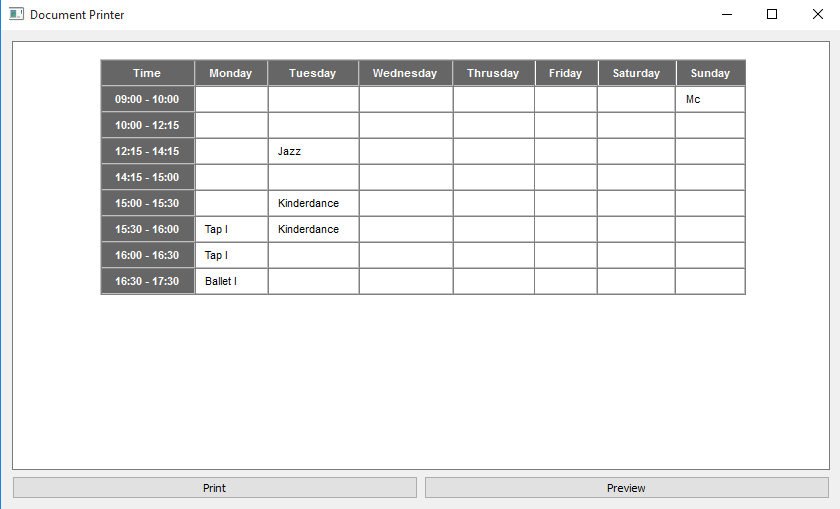 Document Printer
Time Monday Tuesday Wednesday Thrusday Friday Saturday Sunday
09:00 - 10:00 Mc
10:00 - 12:15
12:15 - 14:15 Jazz
14:15 - 15:00
15:00 - 15:30 Kinderdance
15:30 - 16:00 Tap I Kinderdance
16:00 - 16:30 Tap I
16:30 - 17:30 Ballet I
Print Preview